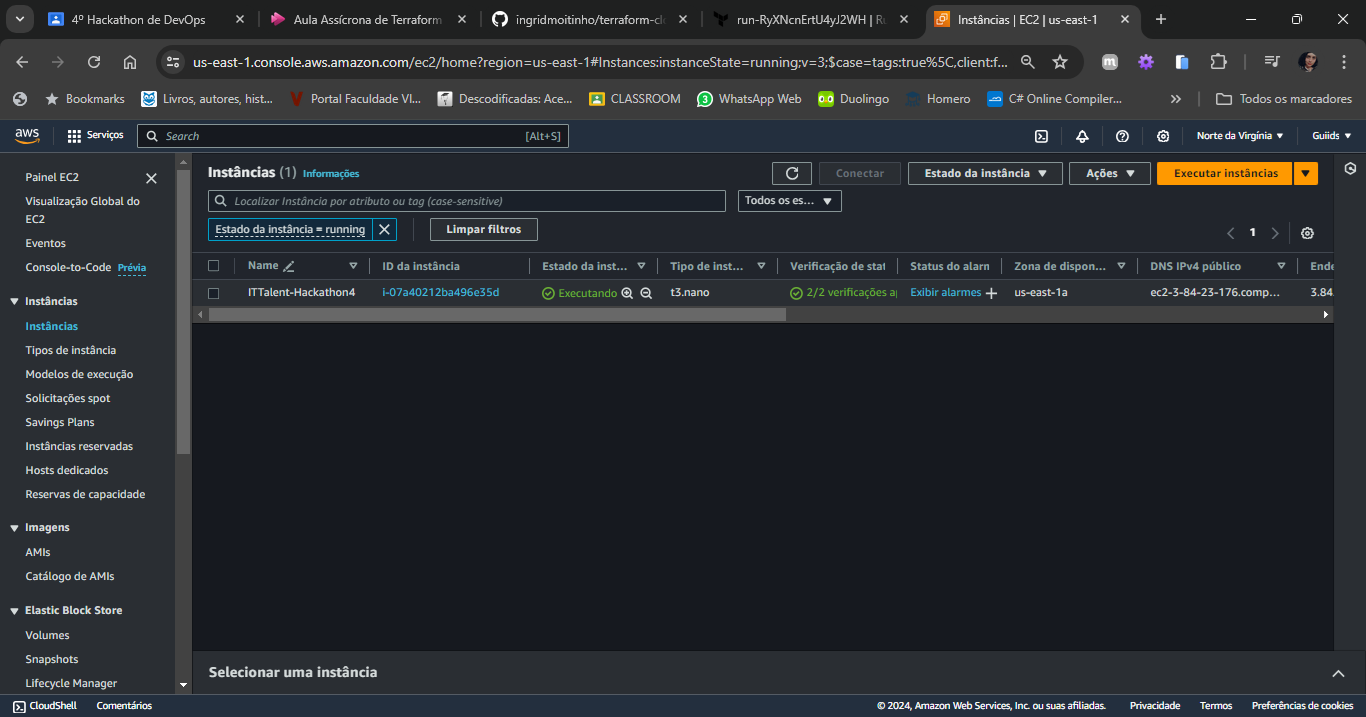 4º Hackathon de DevOps
Aula Assícrona de Terraform
ingridmoitinho/terraform-clo
run-RyXNcnErtU4yJ2WH | Ru
Instâncias | EC2 | us-east-1
us-east-1.console.aws.amazon.com/ec2/home?region=us-east-1#Instances:instanceState=running;v=3;$case=tags:true%5C,client:f...
Bookmarks
Livros, autores, hist...
Portal Faculdade VI...
Descodificadas: Ace...
CLASSROOM
WhatsApp Web
Duolingo
Homero
C# Online Compiler...
Todos os marcadores
aws
Serviços
Search
[Alt+S]
Norte da Virgínia
Guiids
Painel EC2
Visualização Global do
EC2
Eventos
Console-to-Code Prévia
Instâncias
Instâncias
Tipos de instância
Modelos de execução
Solicitações spot
Savings Plans
Instâncias reservadas
Hosts dedicados
Reservas de capacidade
Imagens
AMIs
Catálogo de AMIs
Elastic Block Store
Volumes
Snapshots
Lifecycle Manager
Instâncias (1) Informações
Conectar
Estado da instância
Ações
Executar instâncias
Localizar Instância por atributo ou tag (case-sensitive)
Todos os es...
Estado da instância = running
Limpar filtros
1
Name
ID da instância
Estado da inst...
Tipo de inst...
Verificação de stat
Status do alarm
Zona de dispon...
DNS IPv4 público
Ende
ITTalent-Hackathon4
i-07a40212ba496e35d
Executando
t3.nano
2/2 verificações a
Exibir alarmes
us-east-1a
ec2-3-84-23-176.comp...
3.84
Selecionar uma instância
CloudShell
Comentários
© 2024, Amazon Web Services, Inc. ou suas afiliadas.
Privacidade
Termos
Preferências de cookies